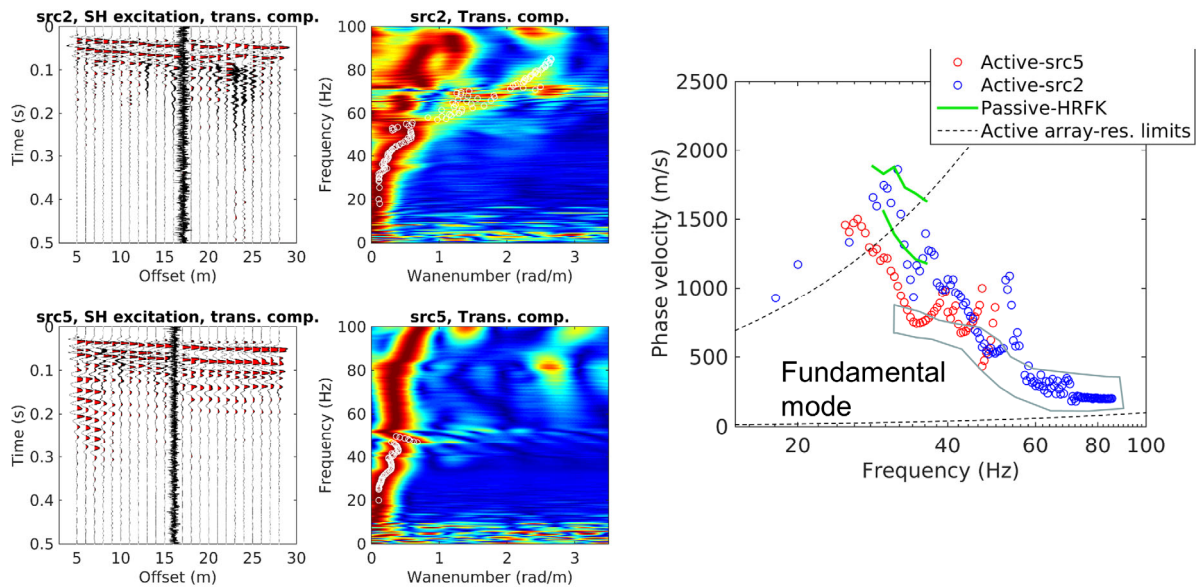 src2, SH excitation, trans. comp.
0
0.1
0.2
0.3
0.4
0.5
Time (s)
5 10 15 20 25 30
Offset (m)
src2, Trans. comp.
100
80
60
40
20
0
Frequency (Hz)
0 1 2 3
Wanenumber (rad/m)
src5, SH excitation, trans. comp.
0
0.1
0.2
0.3
0.4
0.5
Time (s)
5 10 15 20 25 30
Offset (m)
src5, Trans. comp.
100
80
60
40
20
0
Frequency (Hz)
0 1 2 3
Wanenumber (rad/m)
Active-src5
Active-src2
Passive-HRFK
Active array-res. limits
2500
2000
1500
1000
500
0
Phase velocity (m/s)
Fundamental
mode
20 40 60 80 100
Frequency (Hz)